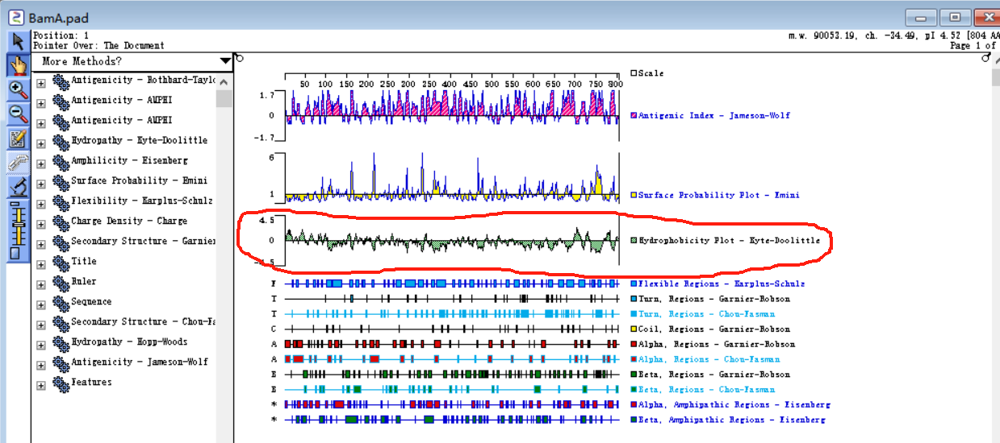 BamA.pad
Position: 1
m.w. 90053.19, ch. -34.49, pI 4.52 [804 AA
Pointer Over: The Document
Page 1 of
More Methods?
Antigenicity - Rothbard-Taylo
Antigenicity - AMPHI
Antigenicity - AMPHI
Hydropathy - Kyte-Doolittle
Amphilicity - Eisenberg
Surface Probability - Emini
Flexibility - Karplus-Schulz
Charge Density - Charge
Secondary Structure - Garnier
Title
Ruler
Sequence
Secondary Structure - Chou-Fa
Hydropathy - Hopp-Woods
Antigenicity - Jameson-Wolf
Features
Scale
50 100 150 200 250 300 350 400 450 500 550 600 650 700 750 800
1.7
0
-1.7
Antigenic Index - Jameson-Wolf
6
1
Surface Probability Plot - Emini
4.5
0
-4.5
Hydrophobicity Plot - Kyte-Doolittle
F Flexible Regions - Karplus-Schulz
T Turn, Regions - Garnier-Robson
T Turn, Regions - Chou-Fasman
C Coil, Regions - Garnier-Robson
A Alpha, Regions - Garnier-Robson
A Alpha, Regions - Chou-Fasman
B Beta, Regions - Garnier-Robson
B Beta, Regions - Chou-Fasman
* Alpha, Amphipathic Regions - Eisenberg
* Beta, Amphipathic Regions - Eisenberg